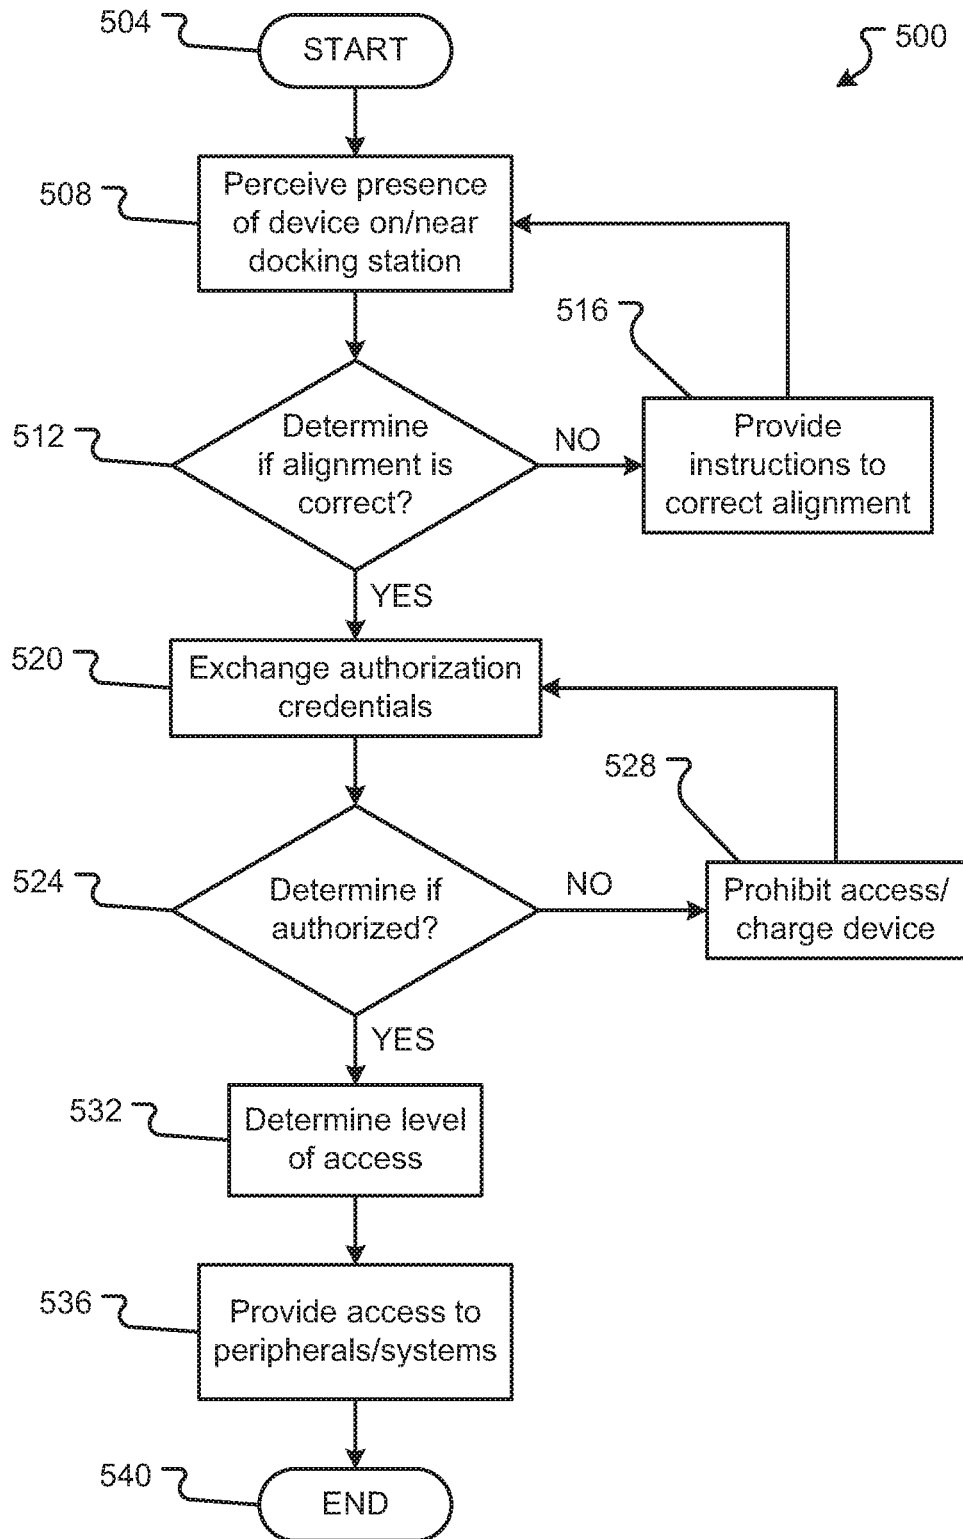 504
START
500
508
Perceive presence
of device on/near
docking station
516
512
Determine
if alignment is
correct?
NO
Provide
instructions to
correct alignment
YES
520
Exchange authorization
credentials
528
524
Determine if
authorized?
NO
Prohibit access/
charge device
YES
532
Determine level
of access
536
Provide access to
peripherals/systems
540
END